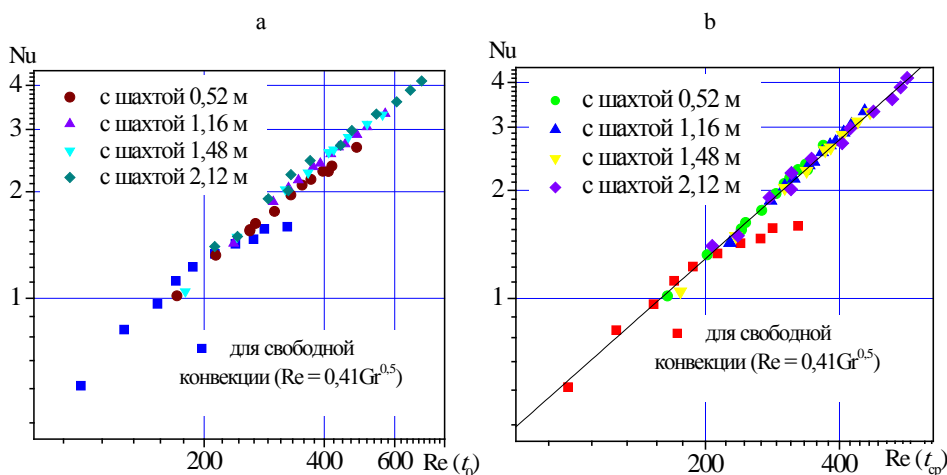 a
Nu
4
3
2
1
с шахтой 0,52 м
с шахтой 1,16 м
с шахтой 1,48 м
с шахтой 2,12 м
для свободной
конвекции (Re = 0,41Gr^0,5)
200
400
600
Re (t₀)
b
Nu
4
3
2
1
с шахтой 0,52 м
с шахтой 1,16 м
с шахтой 1,48 м
с шахтой 2,12 м
для свободной
конвекции (Re = 0,41Gr^0,5)
200
400
Re (t_ср)